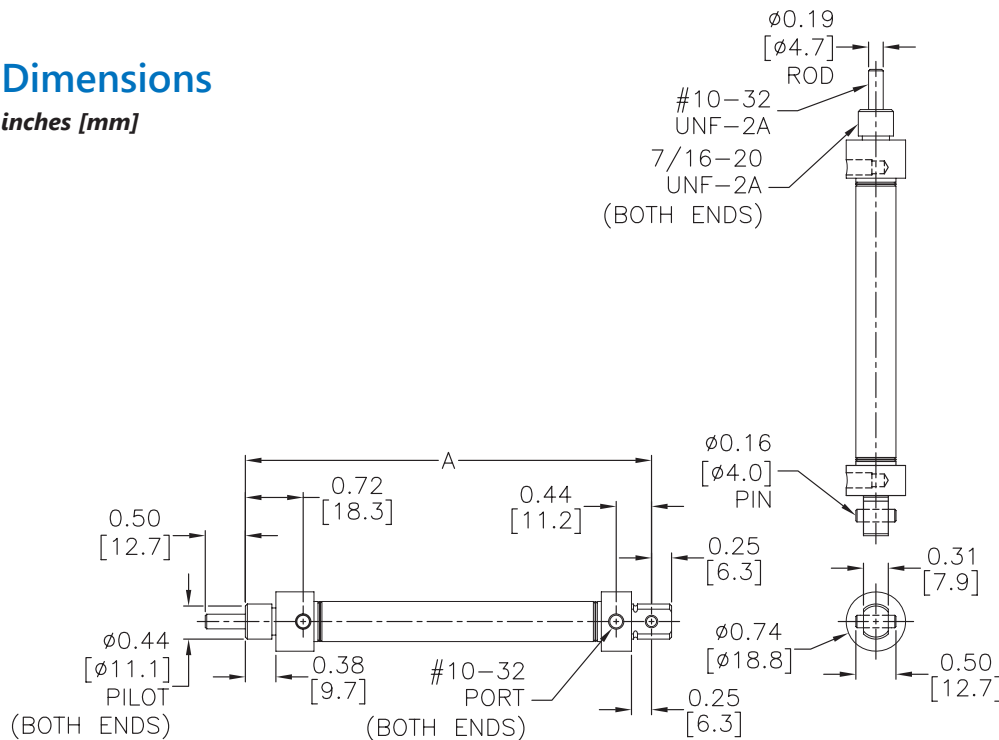 Dimensions
inches [mm]
ø0.19
[ø4.7]
ROD
#10-32
UNF-2A
7/16-20
UNF-2A
(BOTH ENDS)
ø0.16
[ø4.0]
PIN
A
0.72
[18.3]
0.44
[11.2]
0.50
[12.7]
0.25
[6.3]
0.31
[7.9]
ø0.44
[ø11.1]
PILOT
(BOTH ENDS)
0.38
[9.7]
#10-32
PORT
(BOTH ENDS)
ø0.74
[ø18.8]
0.25
[6.3]
0.50
[12.7]